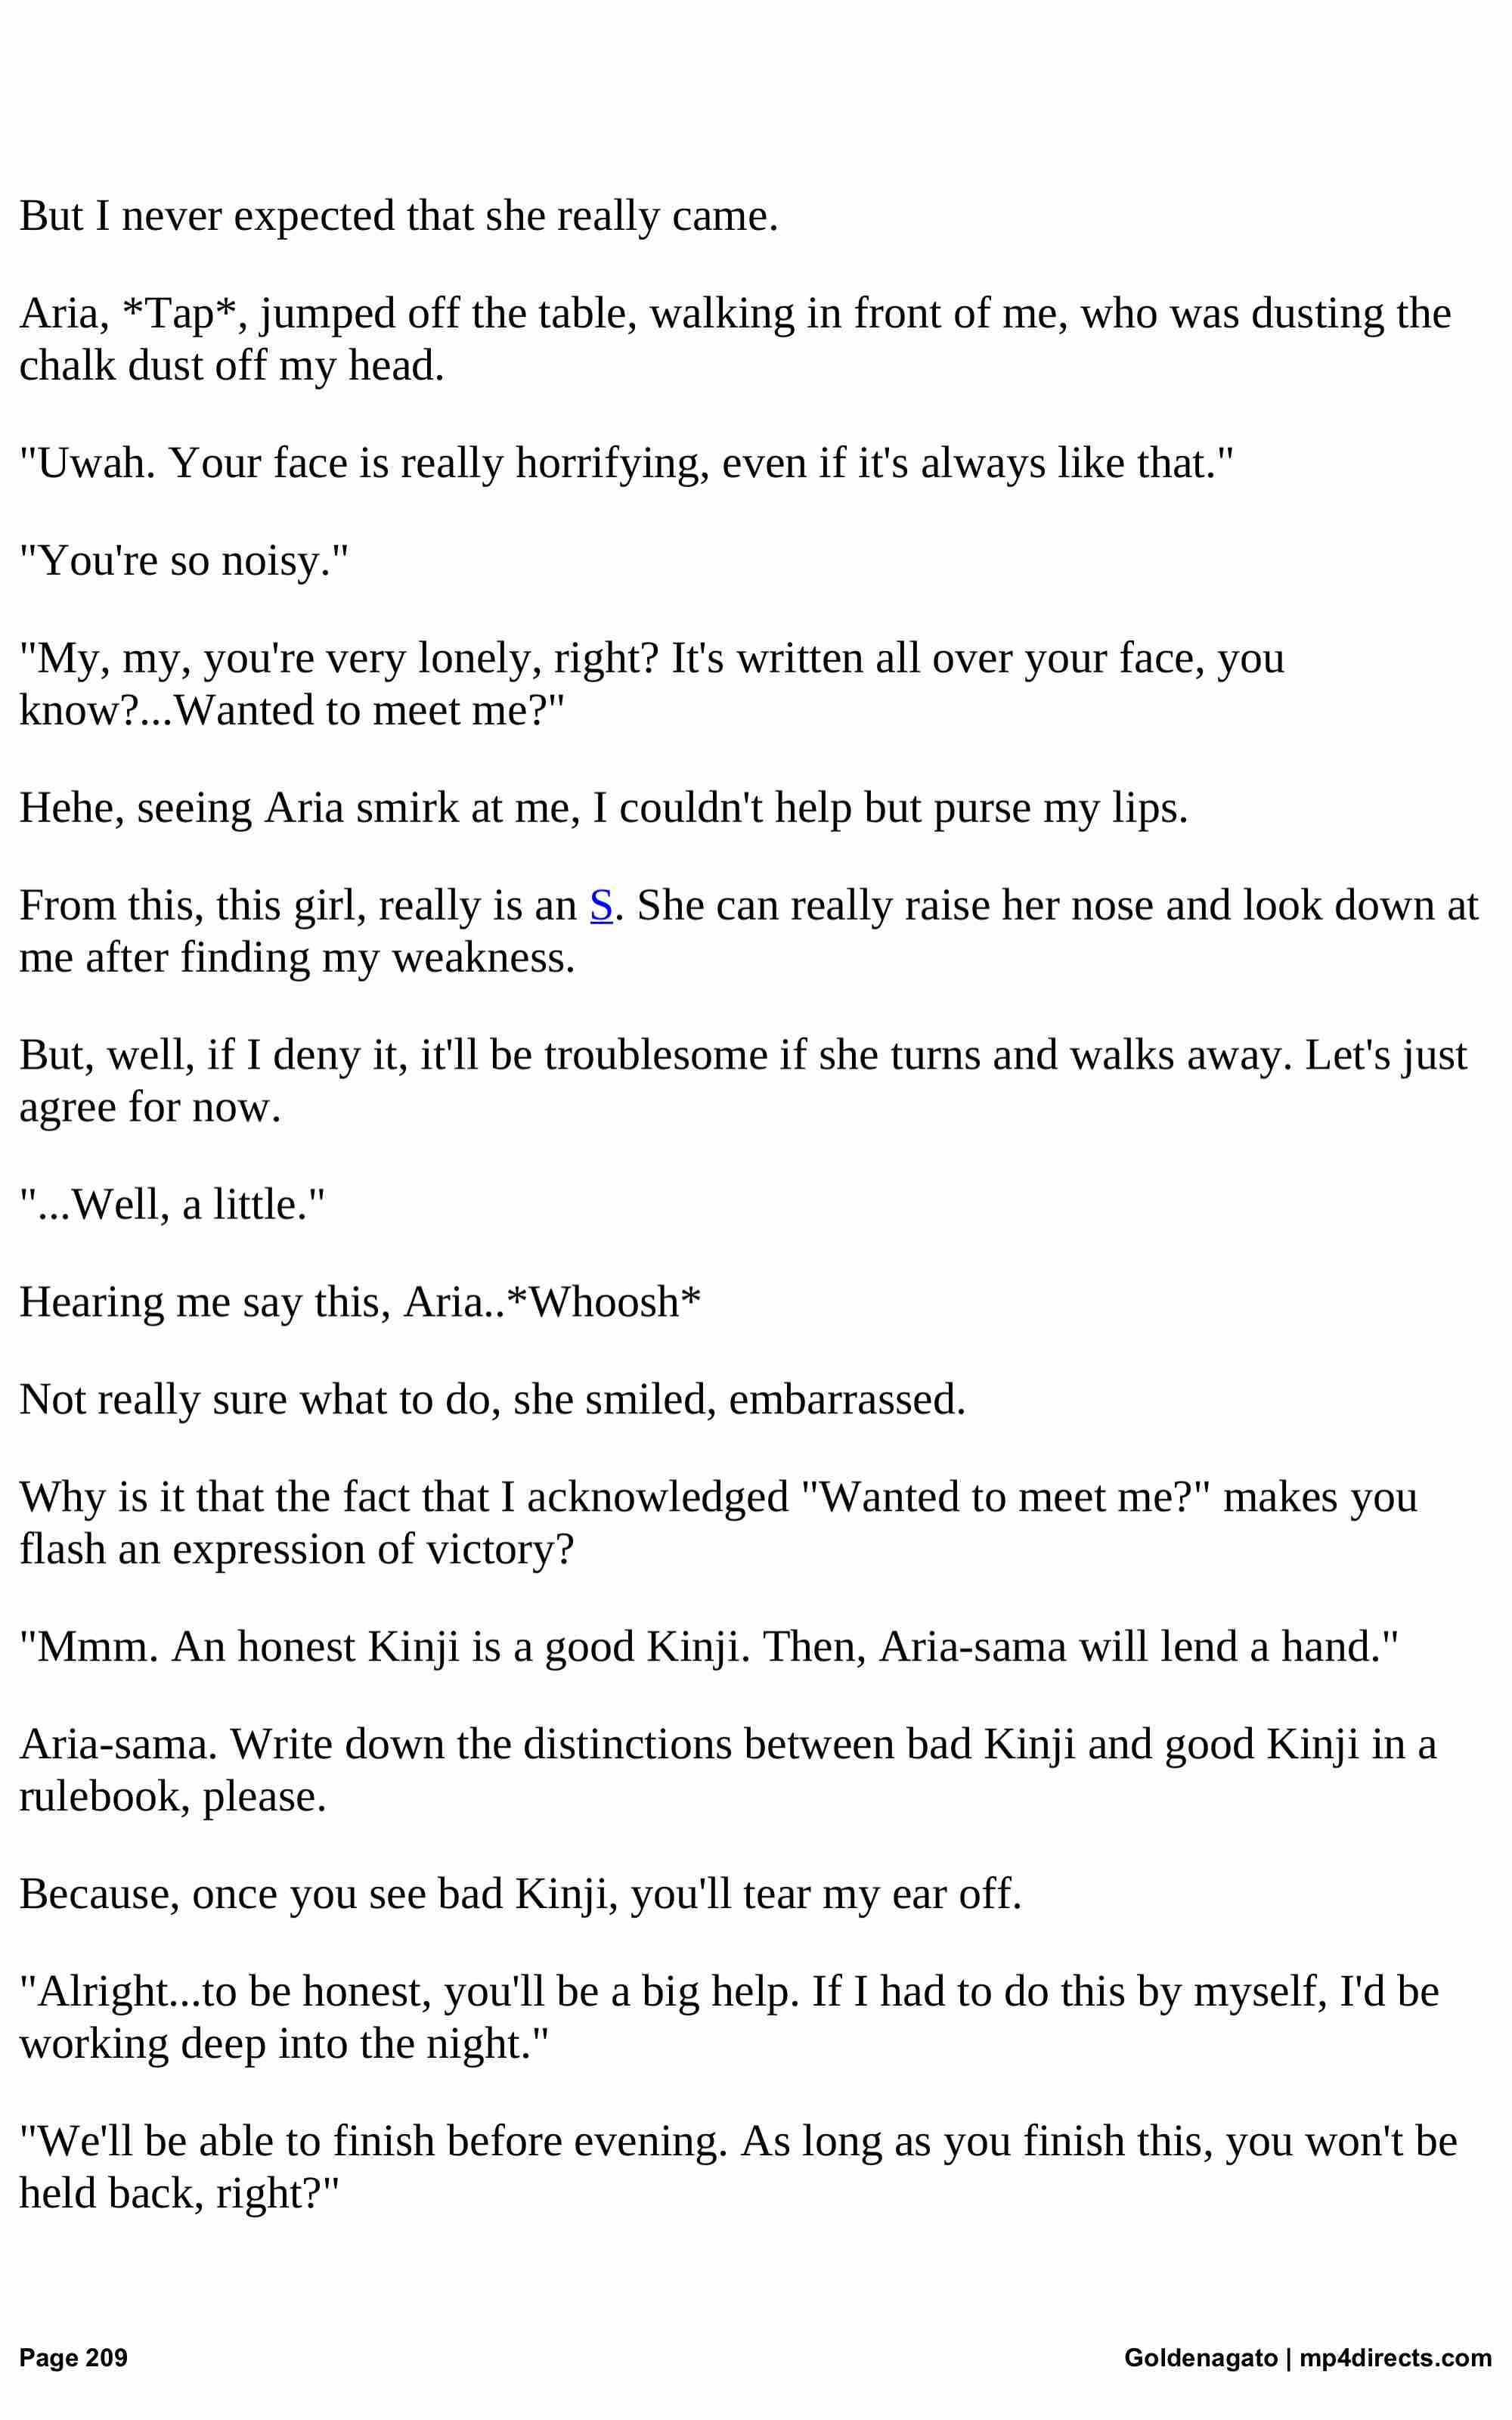 But I never expected that she really came.
Aria, *Tap*, jumped off the table, walking in front of me, who was dusting the
chalk dust off my head.
"Uwah. Your face is really horrifying, even if it's always like that."
"You're so noisy."
"My, my, you're very lonely, right? It's written all over your face, you
know?...Wanted to meet me?"
Hehe, seeing Aria smirk at me, I couldn't help but purse my lips.
From this, this girl, really is an S. She can really raise her nose and look down at
me after finding my weakness.
But, well, if I deny it, it'll be troublesome if she turns and walks away. Let's just
agree for now.
"...Well, a little."
Hearing me say this, Aria..*Whoosh*
Not really sure what to do, she smiled, embarrassed.
Why is it that the fact that I acknowledged "Wanted to meet me?" makes you
flash an expression of victory?
"Mmm. An honest Kinji is a good Kinji. Then, Aria-sama will lend a hand."
Aria-sama. Write down the distinctions between bad Kinji and good Kinji in a
rulebook, please.
Because, once you see bad Kinji, you'll tear my ear off.
"Alright...to be honest, you'll be a big help. If I had to do this by myself, I'd be
working deep into the night."
"We'll be able to finish before evening. As long as you finish this, you won't be
held back, right?"
Page 209
Goldenagato | mp4directs.com